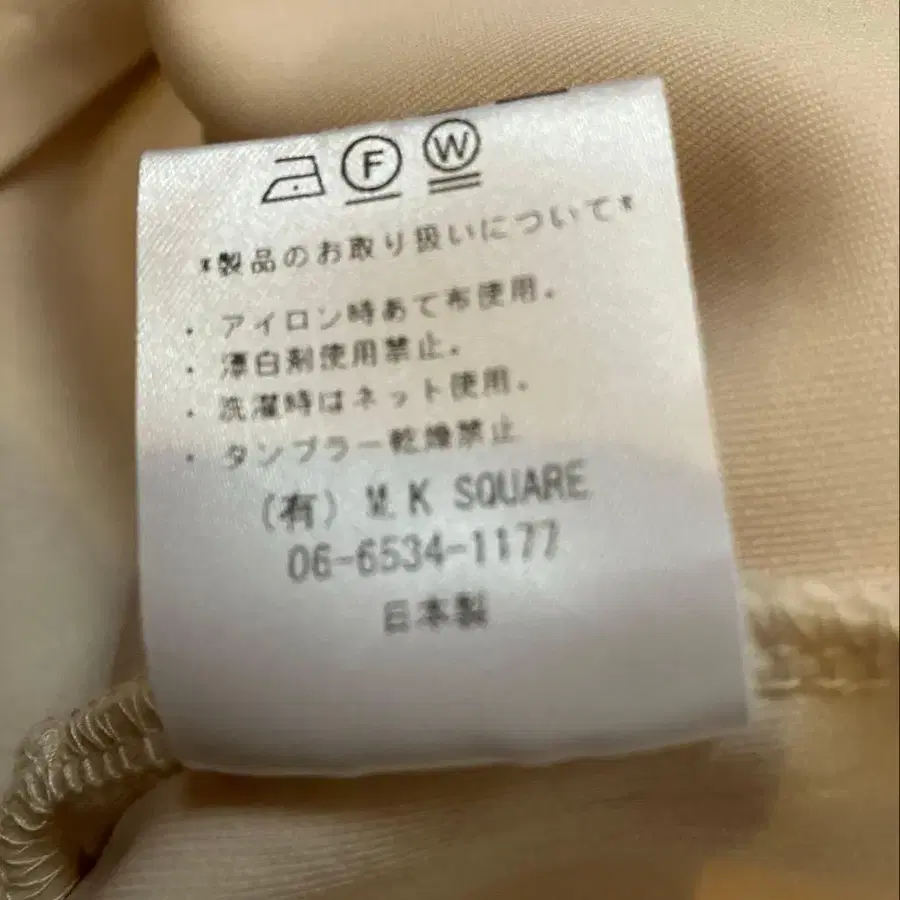 F W
*製品のお取り扱いについて*
・アイロン時あて布使用.
・漂白剤使用禁止.
・洗濯時はネット使用.
・タンブラー乾燥禁止
(有) M.K SQUARE
06-6534-1177
日本製